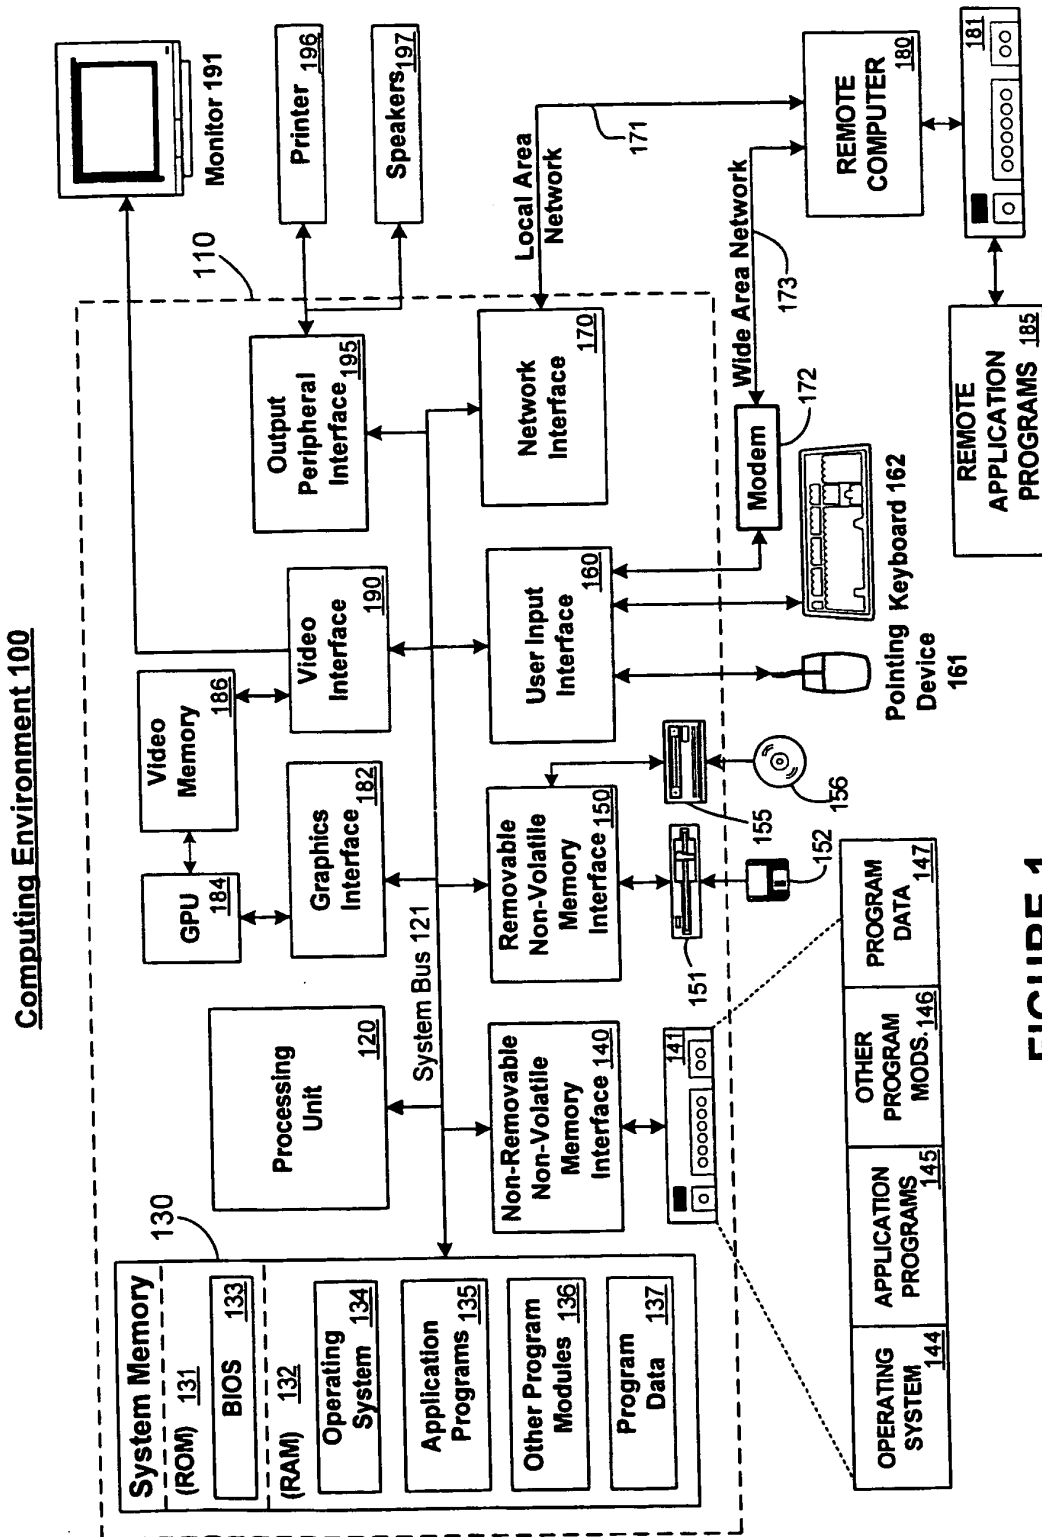 Computing Environment 100
System Memory
(ROM) 131
BIOS 133
(RAM) 132
Operating
System 134
Application
Programs 135
Other Program
Modules 136
Program
Data 137
130
Processing
Unit
120
System Bus 121
GPU
184
Video
Memory
186
Graphics
Interface
182
Video
Interface
190
Output
Peripheral
Interface
195
110
Monitor 191
Printer
196
Speakers
197
Non-Removable
Non-Volatile
Memory
Interface 140
Removable
Non-Volatile
Memory
Interface 150
User Input
Interface
160
Network
Interface
170
Local Area
Network
171
Wide Area Network
173
Modem
172
141
151
152
155
156
Pointing
Device
161
Keyboard 162
REMOTE
COMPUTER
180
181
REMOTE
APPLICATION
PROGRAMS 185
OPERATING
SYSTEM
144
APPLICATION
PROGRAMS
145
OTHER
PROGRAM
MODS. 146
PROGRAM
DATA
147
FIGURE 1